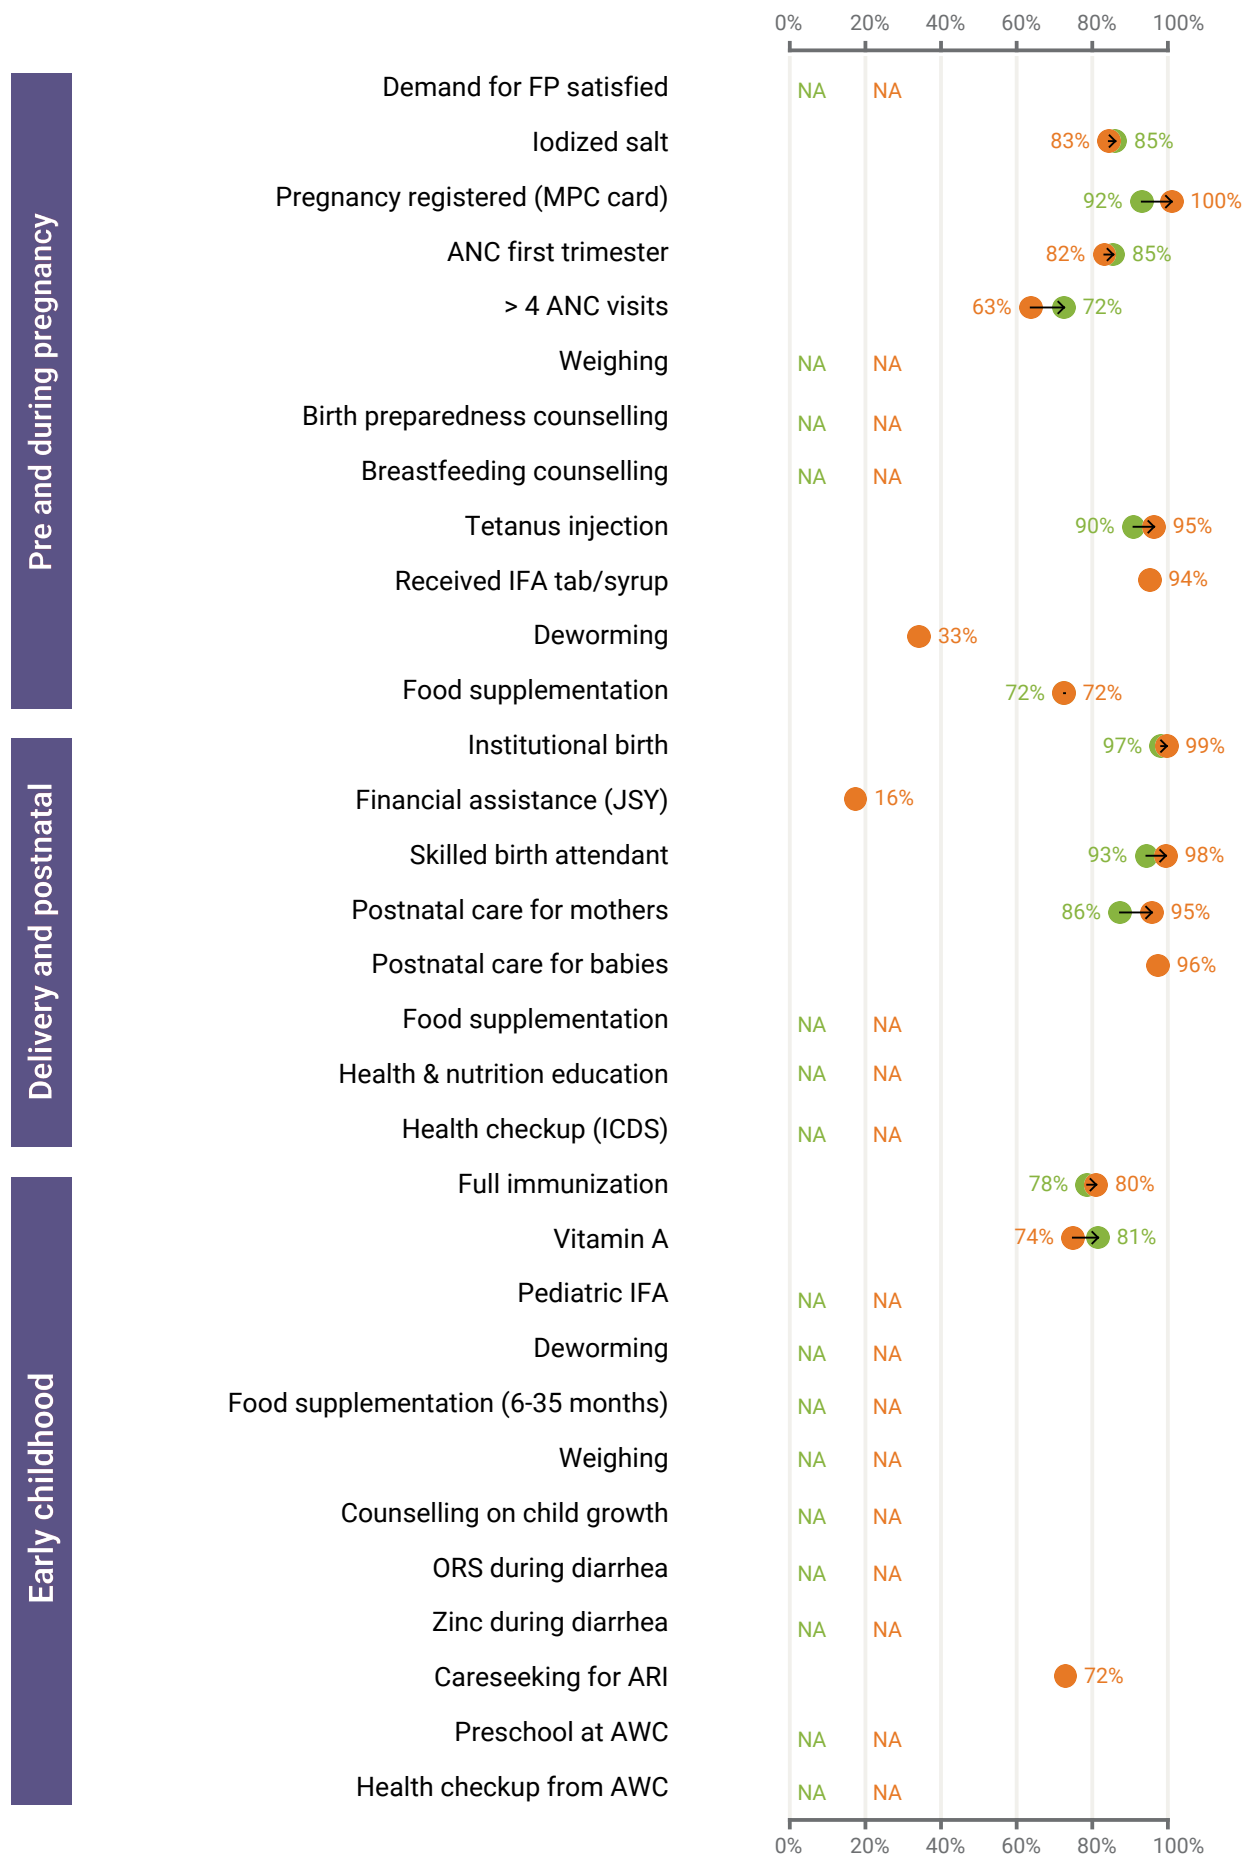 0% 20% 40% 60% 80% 100%
Pre and during pregnancy
Demand for FP satisfied NA NA
Iodized salt 83% 85%
Pregnancy registered (MPC card) 92% 100%
ANC first trimester 82% 85%
> 4 ANC visits 63% 72%
Weighing NA NA
Birth preparedness counselling NA NA
Breastfeeding counselling NA NA
Tetanus injection 90% 95%
Received IFA tab/syrup 94%
Deworming 33%
Food supplementation 72% 72%
Delivery and postnatal
Institutional birth 97% 99%
Financial assistance (JSY) 16%
Skilled birth attendant 93% 98%
Postnatal care for mothers 86% 95%
Postnatal care for babies 96%
Food supplementation NA NA
Health & nutrition education NA NA
Health checkup (ICDS) NA NA
Early childhood
Full immunization 78% 80%
Vitamin A 74% 81%
Pediatric IFA NA NA
Deworming NA NA
Food supplementation (6-35 months) NA NA
Weighing NA NA
Counselling on child growth NA NA
ORS during diarrhea NA NA
Zinc during diarrhea NA NA
Careseeking for ARI 72%
Preschool at AWC NA NA
Health checkup from AWC NA NA
0% 20% 40% 60% 80% 100%